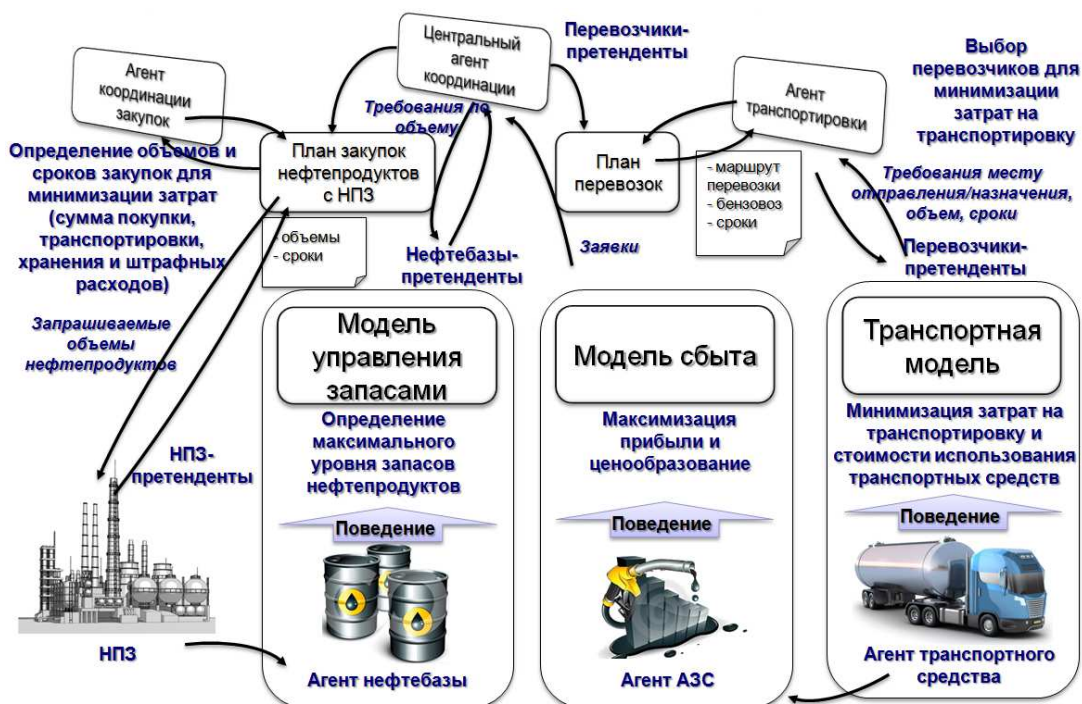 Агент
координации
закупок
Центральный
агент
координации
Перевозчики-
претенденты
Агент
транспортировки
Выбор
перевозчиков для
минимизации
затрат на
транспортировку
Требования по
объему
План закупок
нефтепродуктов
с НПЗ
План
перевозок
- маршрут
перевозки
- бензовоз
- сроки
Требования месту
отправления/назначения,
объем, сроки
Определение объемов и
сроков закупок для
минимизации затрат
(сумма покупки,
транспортировки,
хранения и штрафных
расходов)
- объемы
- сроки
Нефтебазы-
претенденты
Заявки
Перевозчики-
претенденты
Запрашиваемые
объемы
нефтепродуктов
НПЗ-
претенденты
НПЗ
Модель
управления
запасами
Определение
максимального
уровня запасов
нефтепродуктов
Поведение
Агент нефтебазы
Модель сбыта
Максимизация
прибыли и
ценообразование
Поведение
Агент АЗС
Транспортная
модель
Минимизация затрат на
транспортировку и
стоимости использования
транспортных средств
Поведение
Агент транспортного
средства